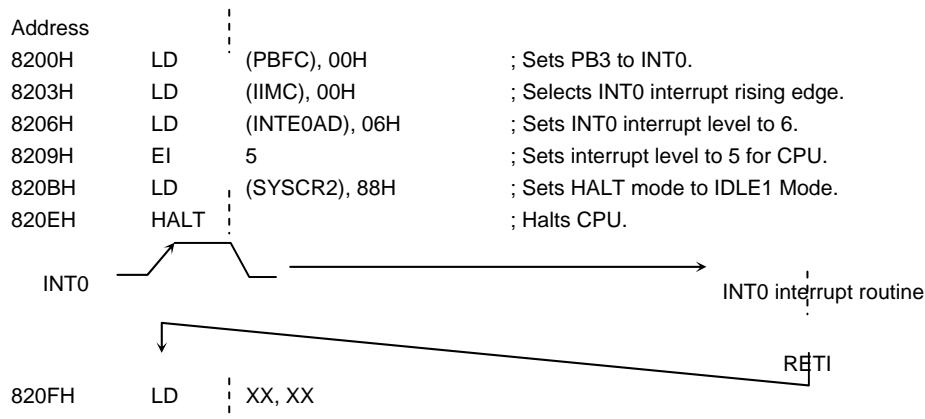 Address
8200H LD (PBFC), 00H ; Sets PB3 to INT0.
8203H LD (IIMC), 00H ; Selects INT0 interrupt rising edge.
8206H LD (INTE0AD), 06H ; Sets INT0 interrupt level to 6.
8209H EI 5 ; Sets interrupt level to 5 for CPU.
820BH LD (SYSCR2), 88H ; Sets HALT mode to IDLE1 Mode.
820EH HALT ; Halts CPU.
INT0
INT0 interrupt routine
RETI
820FH LD XX, XX